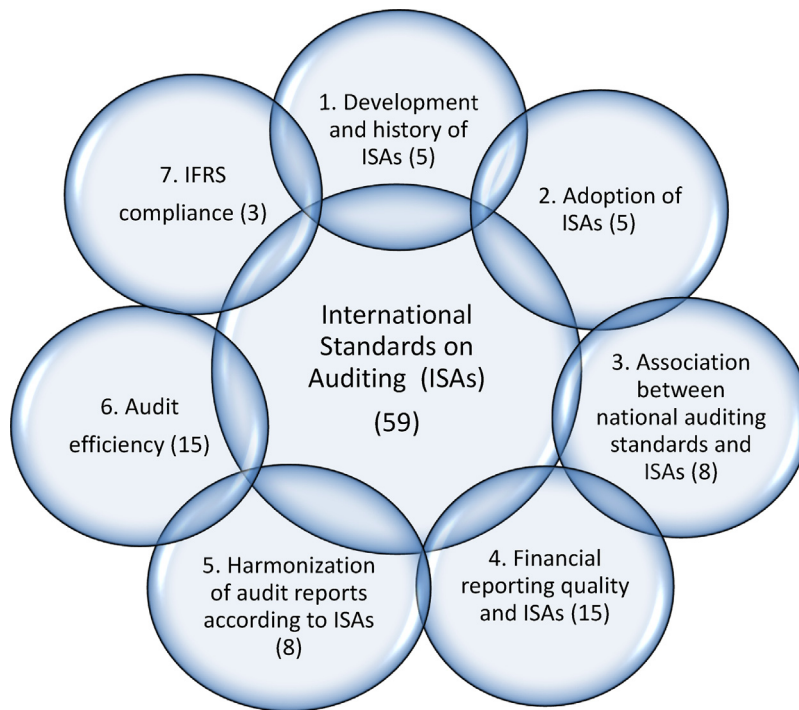 1. Development
and history of
ISAs (5)
2. Adoption of
ISAs (5)
3. Association
between
national auditing
standards and
ISAs (8)
4. Financial
reporting quality
and ISAs (15)
5. Harmonization
of audit reports
according to ISAs
(8)
6. Audit
efficiency (15)
7. IFRS
compliance (3)
International
Standards on
Auditing (ISAs)
(59)